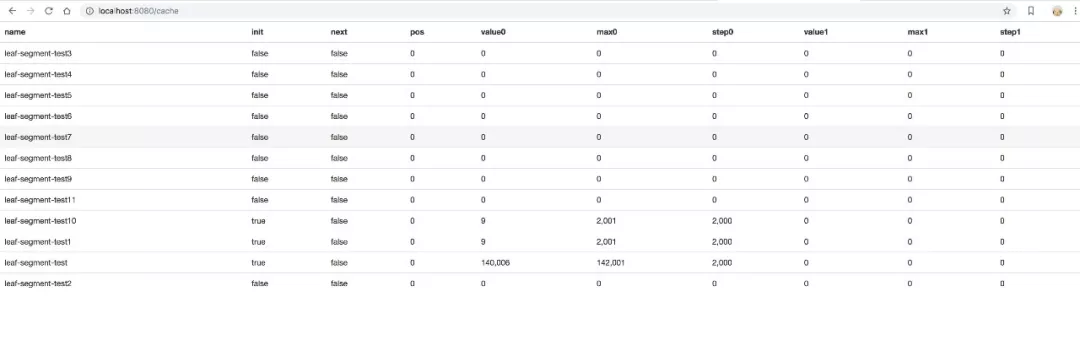 localhost:8080/cache
name init next pos value0 max0 step0 value1 max1 step1
leaf-segment-test3 false false 0 0 0 0 0 0 0
leaf-segment-test4 false false 0 0 0 0 0 0 0
leaf-segment-test5 false false 0 0 0 0 0 0 0
leaf-segment-test6 false false 0 0 0 0 0 0 0
leaf-segment-test7 false false 0 0 0 0 0 0 0
leaf-segment-test8 false false 0 0 0 0 0 0 0
leaf-segment-test9 false false 0 0 0 0 0 0 0
leaf-segment-test11 false false 0 0 0 0 0 0 0
leaf-segment-test10 true false 0 9 2,001 2,000 0 0 0
leaf-segment-test1 true false 0 9 2,001 2,000 0 0 0
leaf-segment-test true false 0 140,006 142,001 2,000 0 0 0
leaf-segment-test2 false false 0 0 0 0 0 0 0